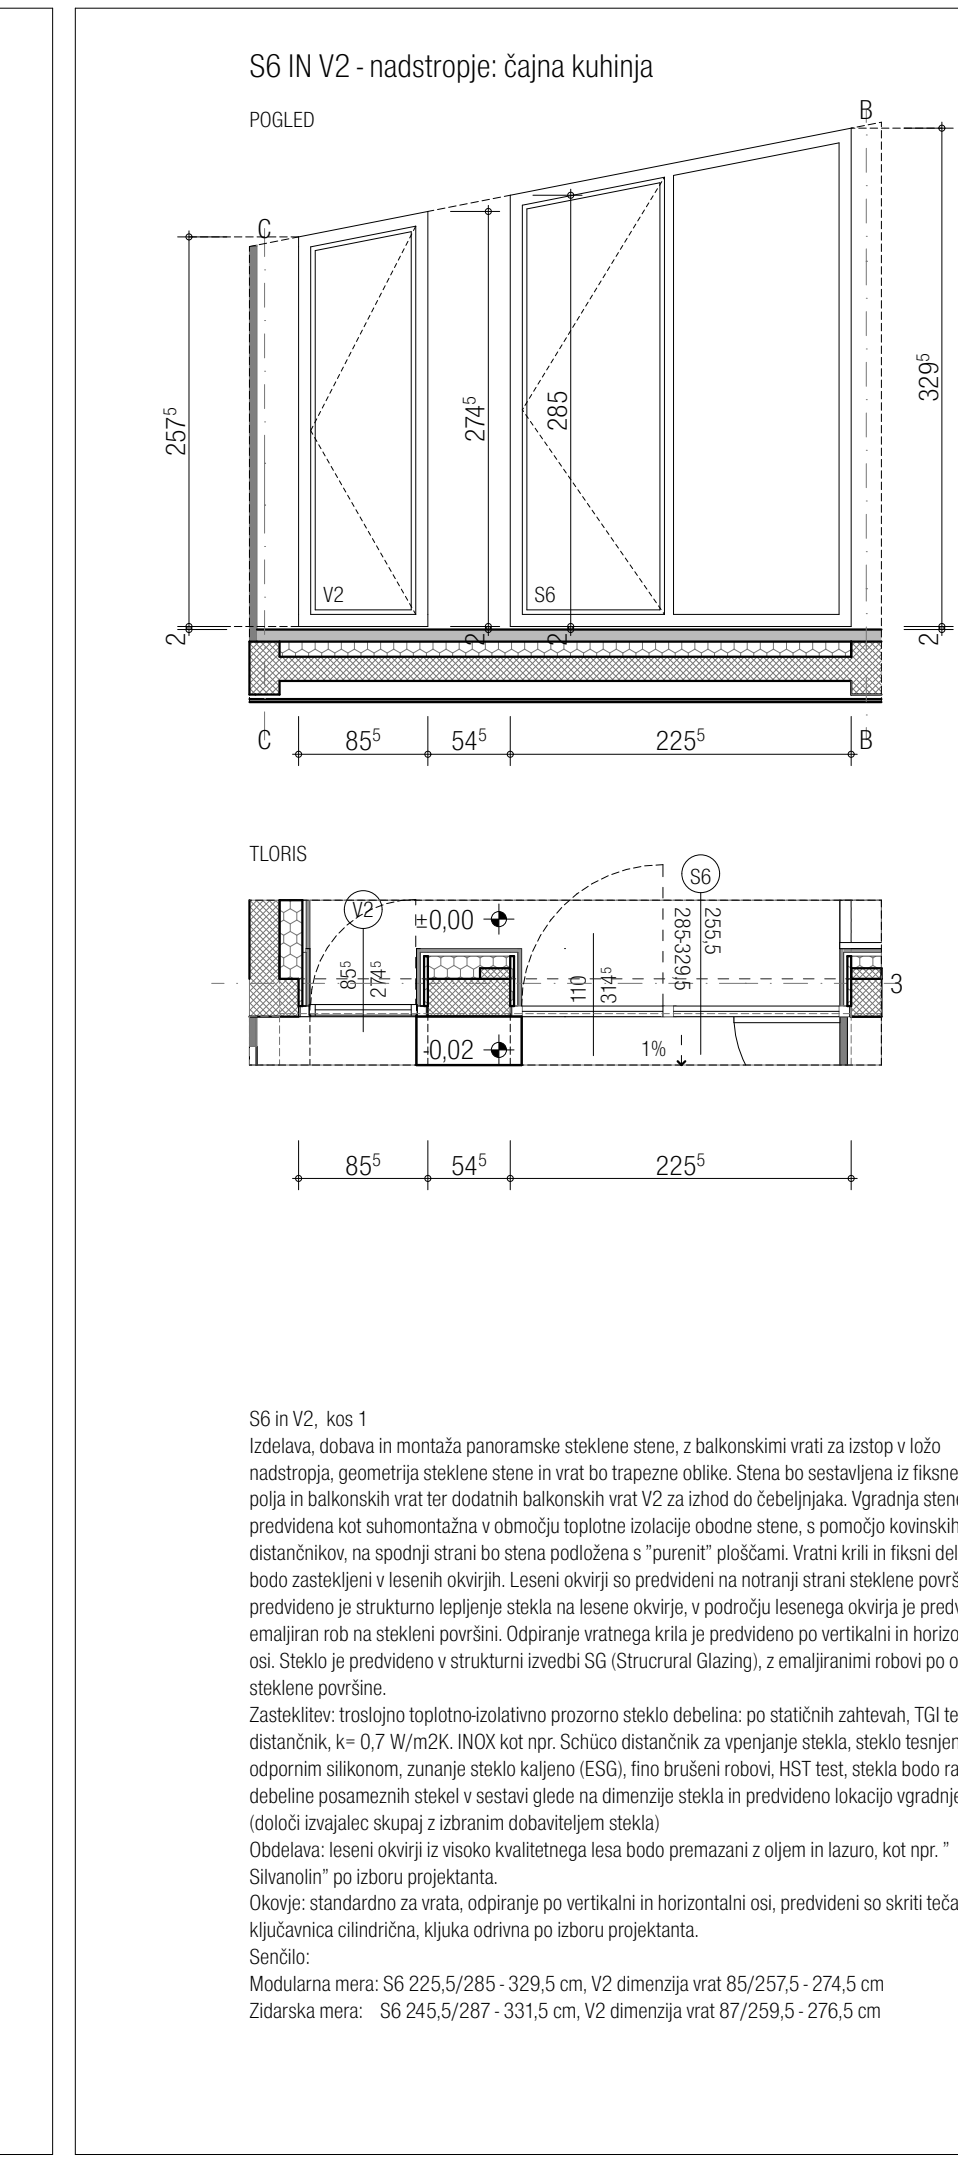 S6 IN V2 - nadstropje: čajna kuhinja
POGLED
B
C
257⁵
274⁵
285
329⁵
V2
S6
2
2
2
2
C
85⁵
54⁵
225⁵
B
TLORIS
V2
±0,00
S6
85⁵
274⁵
110
314⁵
285-329,5
255,5
3
-0,02
1%
85⁵
54⁵
225⁵
S6 in V2, kos 1
Izdelava, dobava in montaža panoramske steklene stene, z balkonskimi vrati za izstop v ložo
nadstropja, geometrija steklene stene in vrat bo trapezne oblike. Stena bo sestavljena iz fiksne
polja in balkonskih vrat ter dodatnih balkonskih vrat V2 za izhod do čebeljnjaka. Vgradnja stene
predvidena kot suhomontažna v območju toplotne izolacije obodne stene, s pomočjo kovinskih
distančnikov, na spodnji strani bo stena podložena s "purenit" ploščami. Vratni krili in fiksni del
bodo zastekljeni v lesenih okvirjih. Leseni okvirji so predvideni na notranji strani steklene površ
predvideno je strukturno lepljenje stekla na lesene okvirje, v področju lesenega okvirja je predv
emaljiran rob na stekleni površini. Odpiranje vratnega krila je predvideno po vertikalni in horizo
osi. Steklo je predvideno v strukturni izvedbi SG (Strucrural Glazing), z emaljiranimi robovi po o
steklene površine.
Zasteklitev: troslojno toplotno-izolativno prozorno steklo debelina: po statičnih zahtevah, TGI te
distančnik, k= 0,7 W/m2K. INOX kot npr. Schüco distančnik za vpenjanje stekla, steklo tesnjen
odpornim silikonom, zunanje steklo kaljeno (ESG), fino brušeni robovi, HST test, stekla bodo ra
debeline posameznih stekel v sestavi glede na dimenzije stekla in predvideno lokacijo vgradnje
(določi izvajalec skupaj z izbranim dobaviteljem stekla)
Obdelava: leseni okvirji iz visoko kvalitetnega lesa bodo premazani z oljem in lazuro, kot npr. "
Silvanolin" po izboru projektanta.
Okovje: standardno za vrata, odpiranje po vertikalni in horizontalni osi, predvideni so skriti teča
ključavnica cilindrična, kljuka odrivna po izboru projektanta.
Senčilo:
Modularna mera: S6 225,5/285 - 329,5 cm, V2 dimenzija vrat 85/257,5 - 274,5 cm
Zidarska mera: S6 245,5/287 - 331,5 cm, V2 dimenzija vrat 87/259,5 - 276,5 cm